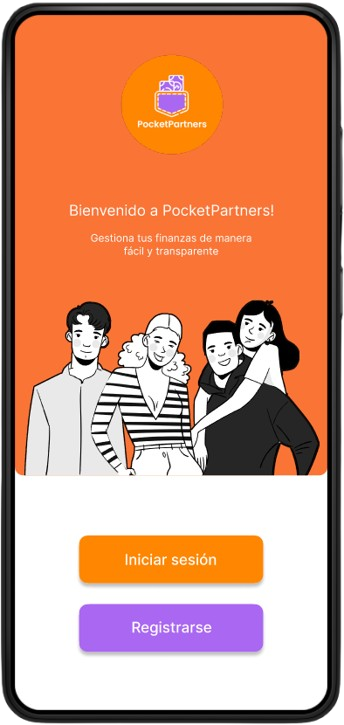 PocketPartners
Bienvenido a PocketPartners!
Gestiona tus finanzas de manera
fácil y transparente
Iniciar sesión
Registrarse